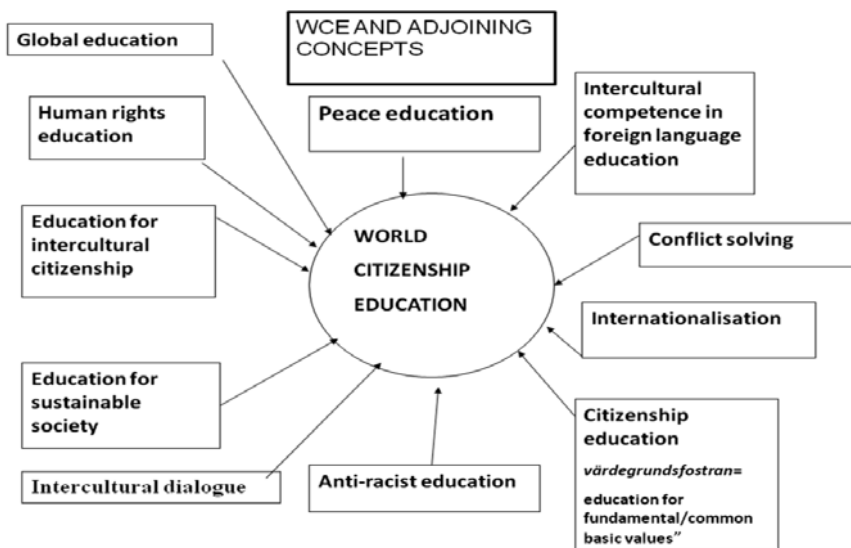 WCE AND ADJOINING
CONCEPTS
Global education
Human rights
education
Peace education
Intercultural
competence in
foreign language
education
Education for
intercultural
citizenship
WORLD
CITIZENSHIP
EDUCATION
Conflict solving
Internationalisation
Education for
sustainable
society
Citizenship
education
värdegrundsfostran=
education for
fundamental/common
basic values”
Intercultural dialogue
Anti-racist education